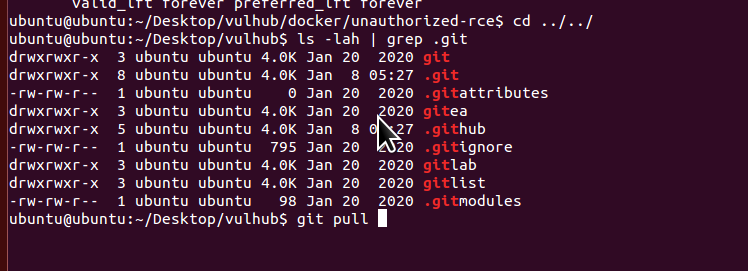 valid_lft forever preferred_lft forever
ubuntu@ubuntu:~/Desktop/vulhub/docker/unauthorized-rce$ cd ../../
ubuntu@ubuntu:~/Desktop/vulhub$ ls -lah | grep .git
drwxrwxr-x  3 ubuntu ubuntu 4.0K Jan 20  2020 git
drwxrwxr-x  8 ubuntu ubuntu 4.0K Jan  8 05:27 .git
-rw-rw-r--  1 ubuntu ubuntu    0 Jan 20  2020 .gitattributes
drwxrwxr-x  3 ubuntu ubuntu 4.0K Jan 20  2020 gitea
drwxrwxr-x  5 ubuntu ubuntu 4.0K Jan  8 :27 .github
-rw-rw-r--  1 ubuntu ubuntu  795 Jan 20  2020 .gitignore
drwxrwxr-x  3 ubuntu ubuntu 4.0K Jan 20  2020 gitlab
drwxrwxr-x  3 ubuntu ubuntu 4.0K Jan 20  2020 gitlist
-rw-rw-r--  1 ubuntu ubuntu   98 Jan 20  2020 .gitmodules
ubuntu@ubuntu:~/Desktop/vulhub$ git pull